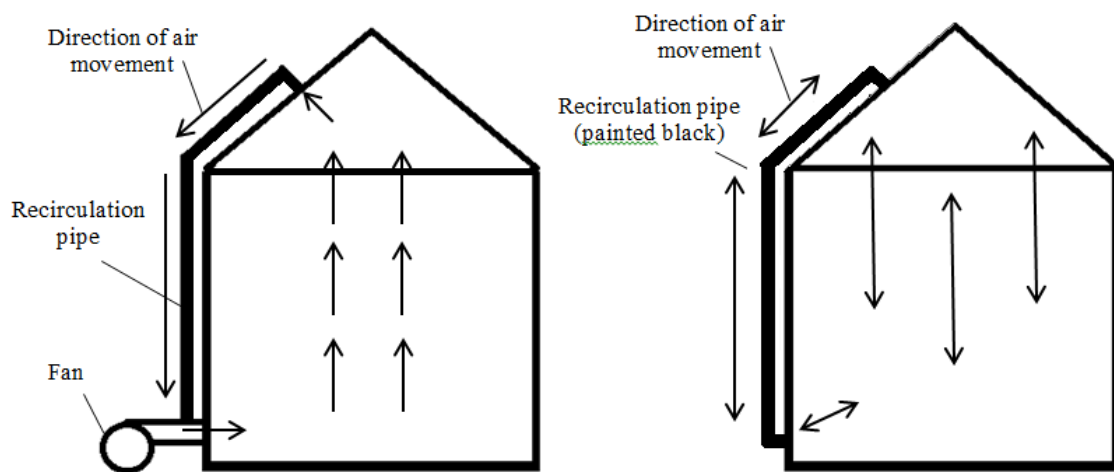 Direction of air
movement
Recirculation
pipe
Fan
Direction of air
movement
Recirculation pipe
(painted black)